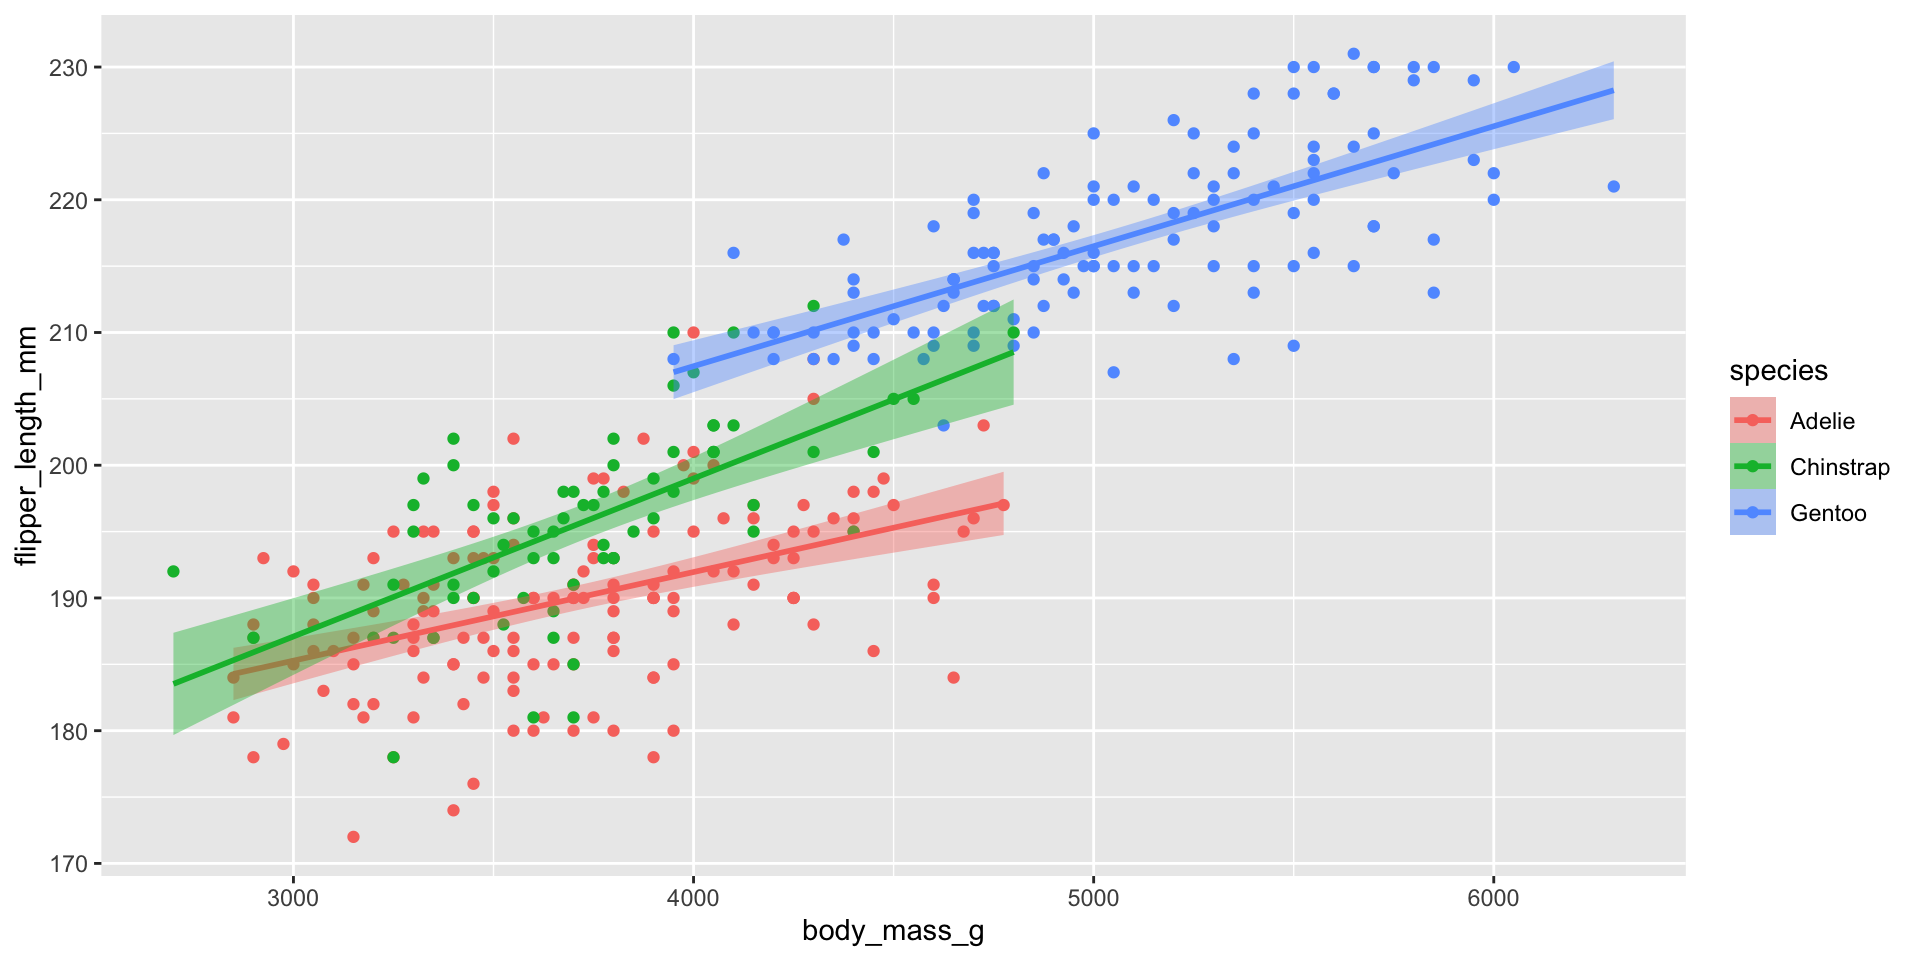 230
220
210
200
190
180
170
flipper_length_mm
3000 4000 5000 6000
body_mass_g
species
Adelie
Chinstrap
Gentoo